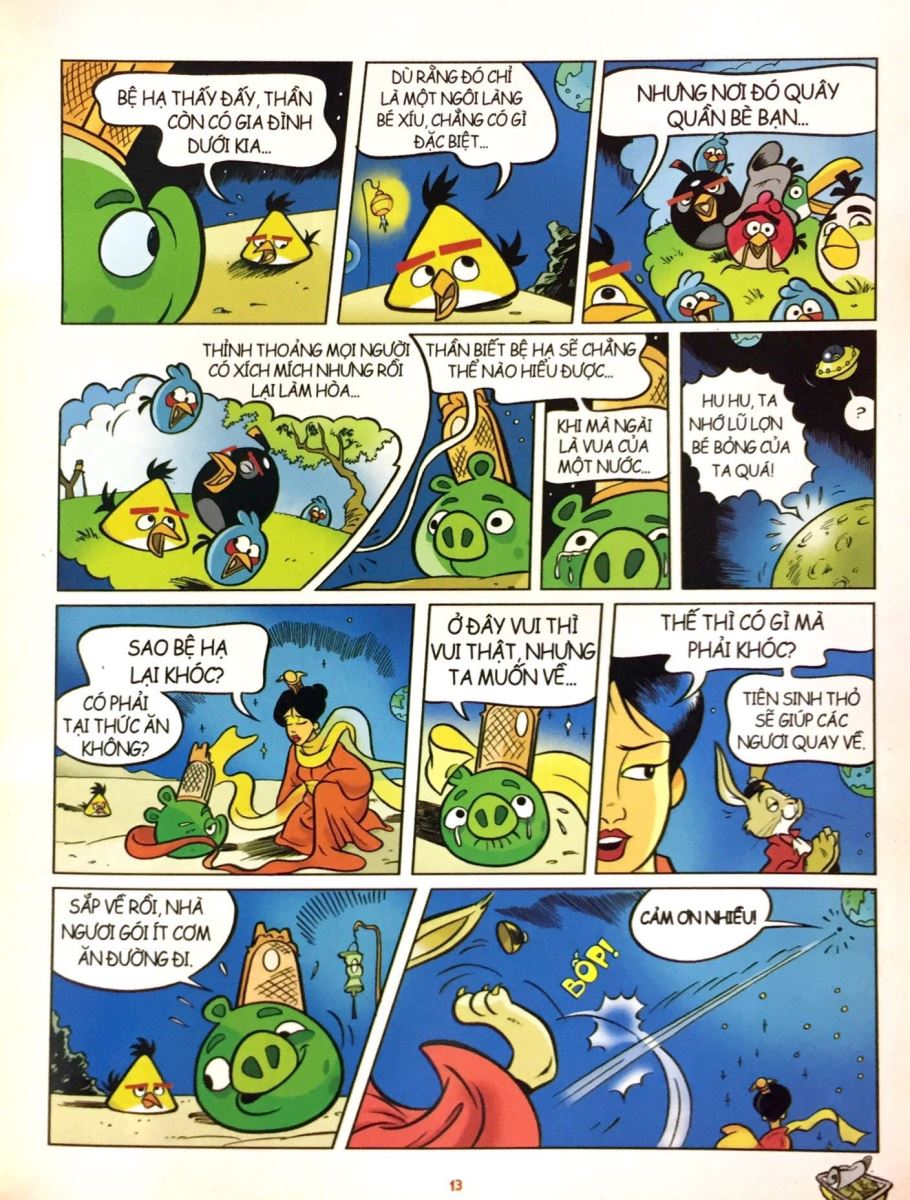 BỆ HẠ THẤY ĐẤY, THẦN
CÒN CÓ GIA ĐÌNH
DƯỚI KIA...
DÙ RẰNG ĐÓ CHỈ
LÀ MỘT NGÔI LÀNG
BÉ XÍU, CHẲNG CÓ GÌ
ĐẶC BIỆT...
NHƯNG NƠI ĐÓ QUÂY
QUẦN BÈ BẠN...
THỈNH THOẢNG MỌI NGƯỜI
CÓ XÍCH MÍCH NHƯNG RỒI
LẠI LÀM HÒA...
THẦN BIẾT BỆ HẠ SẼ CHẲNG
THỂ NÀO HIỂU ĐƯỢC...
KHI MÀ NGÀI
LÀ VUA CỦA
MỘT NƯỚC...
HU HU, TA
NHỚ LŨ LỢN
BÉ BỎNG CỦA
TA QUÁ!
?
SAO BỆ HẠ
LẠI KHÓC?
CÓ PHẢI
TẠI THỨC ĂN
KHÔNG?
Ở ĐÂY VUI THÌ
VUI THẬT, NHƯNG
TA MUỐN VỀ...
THẾ THÌ CÓ GÌ MÀ
PHẢI KHÓC?
TIÊN SINH THỎ
SẼ GIÚP CÁC
NGƯƠI QUAY VỀ.
SẮP VỀ RỒI, NHÀ
NGƯƠI GÓI ÍT CƠM
ĂN ĐƯỜNG ĐI.
BỐP!
CẢM ƠN NHIỀU!
13